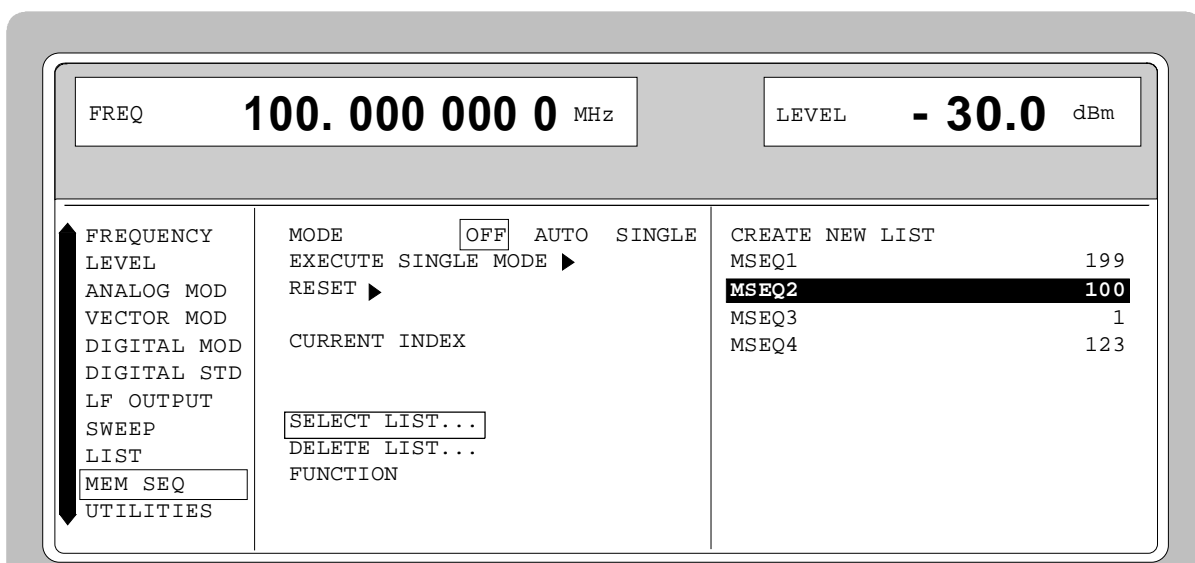 FREQ 100. 000 000 0 MHz
LEVEL - 30.0 dBm
FREQUENCY
LEVEL
ANALOG MOD
VECTOR MOD
DIGITAL MOD
DIGITAL STD
LF OUTPUT
SWEEP
LIST
MEM SEQ
UTILITIES
MODE OFF AUTO SINGLE
EXECUTE SINGLE MODE
RESET
CURRENT INDEX
SELECT LIST...
DELETE LIST...
FUNCTION
CREATE NEW LIST
MSEQ1 199
MSEQ2 100
MSEQ3 1
MSEQ4 123